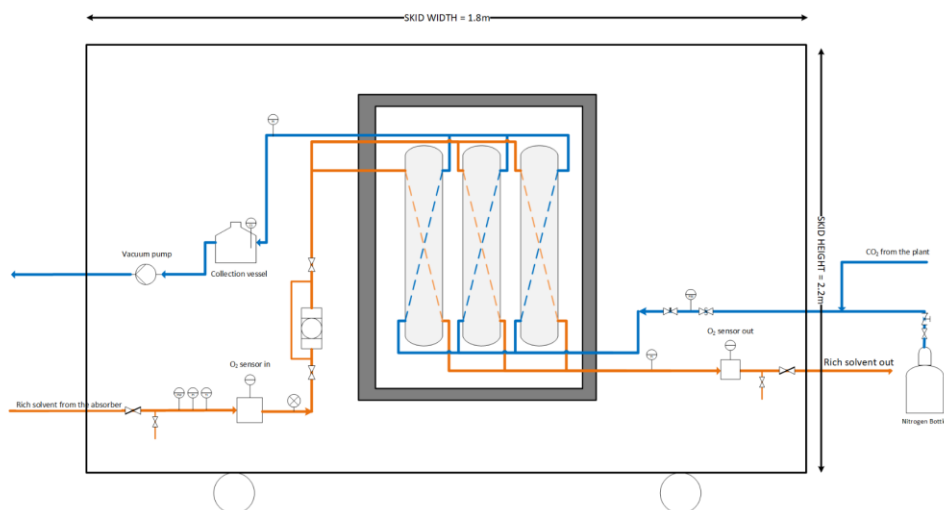 SKID WIDTH = 1.8m
SKID HEIGHT = 2.2m
Vacuum pump
Collection vessel
CO₂ from the plant
O₂ sensor out
Rich solvent out
O₂ sensor in
Rich solvent from the absorber